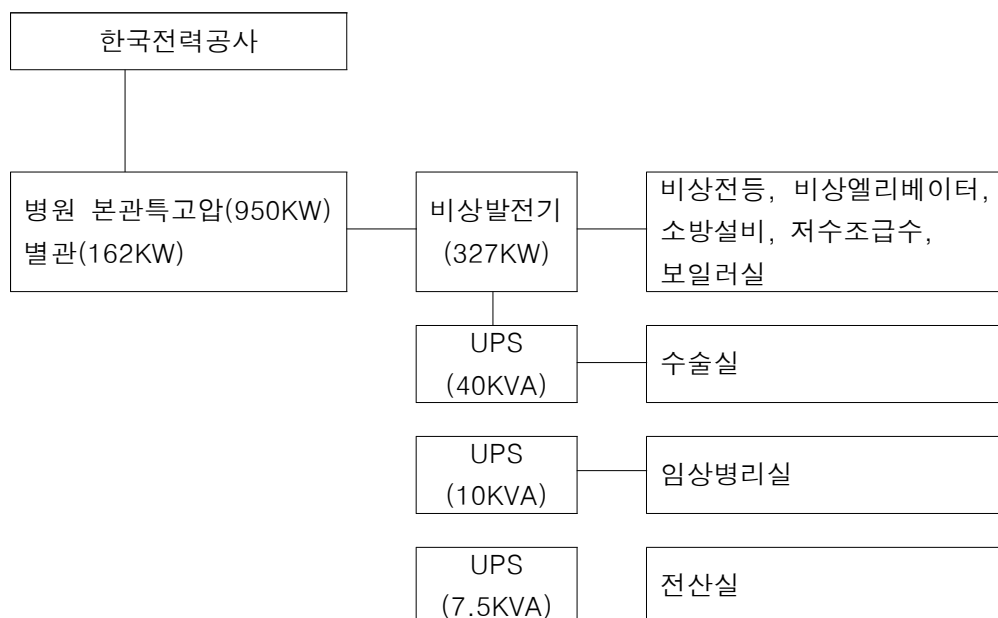 한국전력공사
병원 본관특고압(950KW)
별관(162KW)
비상발전기
(327KW)
비상전등, 비상엘리베이터,
소방설비, 저수조급수,
보일러실
UPS
(40KVA)
수술실
UPS
(10KVA)
임상병리실
UPS
(7.5KVA)
전산실